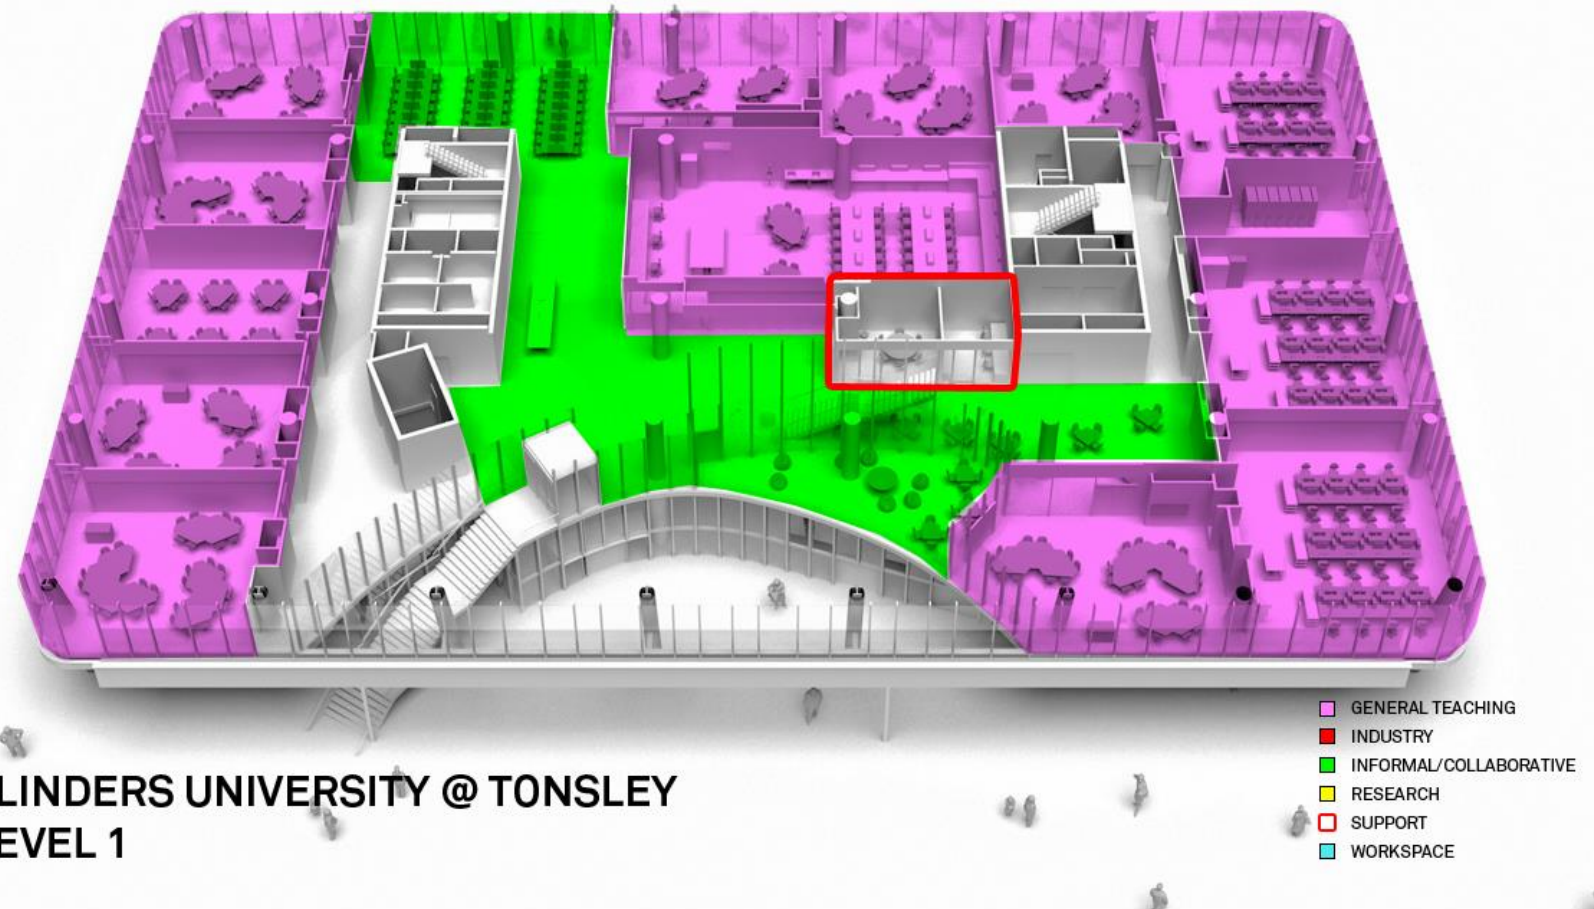 LINDERS UNIVERSITY @ TONSLEY
EVEL 1
GENERAL TEACHING
INDUSTRY
INFORMAL/COLLABORATIVE
RESEARCH
SUPPORT
WORKSPACE